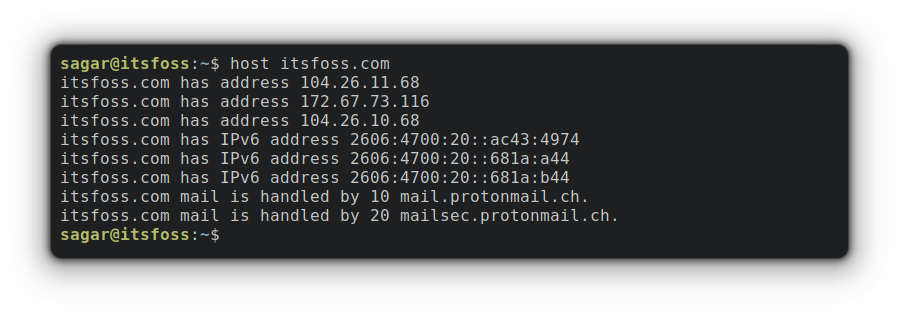 sagar@itsfoss:~$ host itsfoss.com
itsfoss.com has address 104.26.11.68
itsfoss.com has address 172.67.73.116
itsfoss.com has address 104.26.10.68
itsfoss.com has IPv6 address 2606:4700:20::ac43:4974
itsfoss.com has IPv6 address 2606:4700:20::681a:a44
itsfoss.com has IPv6 address 2606:4700:20::681a:b44
itsfoss.com mail is handled by 10 mail.protonmail.ch.
itsfoss.com mail is handled by 20 mailsec.protonmail.ch.
sagar@itsfoss:~$